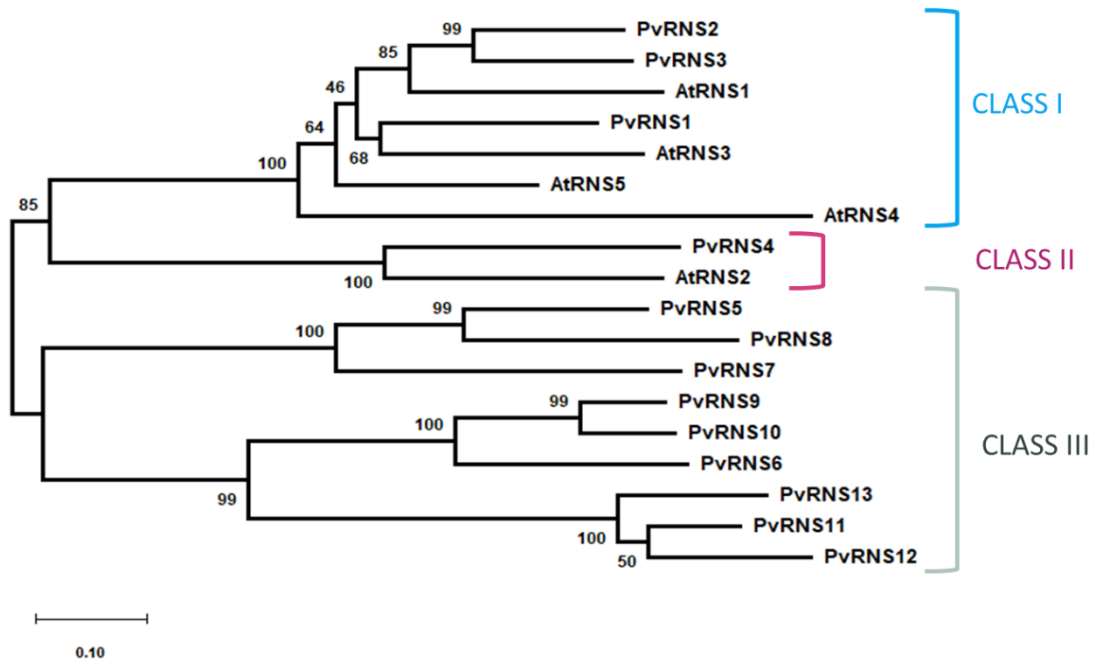 99
PvRNS2
85
PvRNS3
46
AtRNS1
CLASS I
64
PvRNS1
100
68
AtRNS3
AtRNS5
85
AtRNS4
PvRNS4
CLASS II
100
AtRNS2
99
PvRNS5
100
PvRNS8
PvRNS7
99
PvRNS9
100
PvRNS10
CLASS III
PvRNS6
99
PvRNS13
PvRNS11
100
50
PvRNS12
0.10